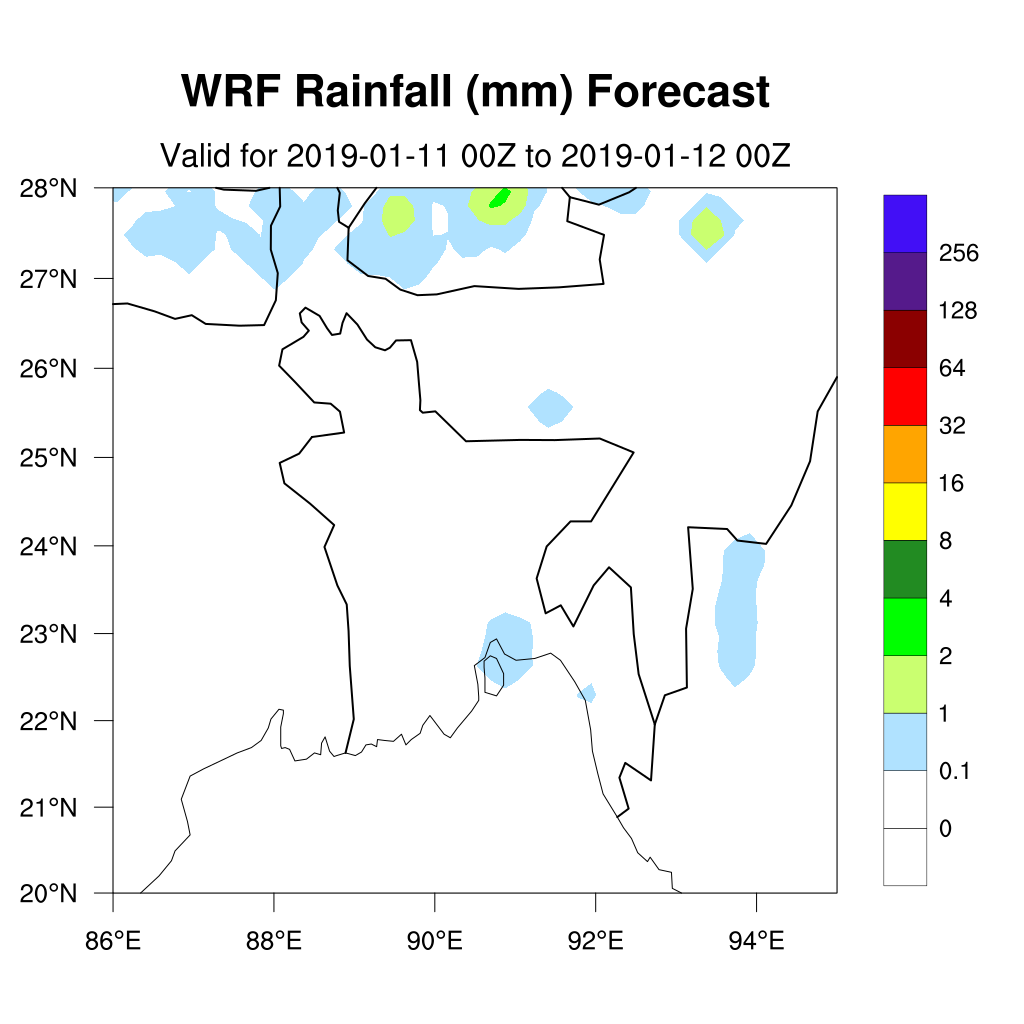 WRF Rainfall (mm) Forecast
Valid for 2019-01-11 00Z to 2019-01-12 00Z
28°N
27°N
26°N
25°N
24°N
23°N
22°N
21°N
20°N
86°E 88°E 90°E 92°E 94°E
256
128
64
32
16
8
4
2
1
0.1
0